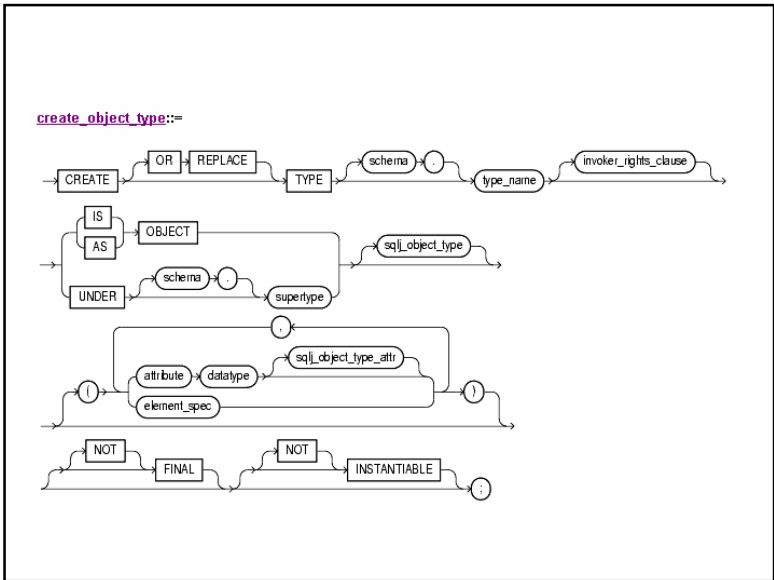 create_object_type::=
OR REPLACE schema . invoker_rights_clause
CREATE TYPE type_name
IS
OBJECT
AS sqlj_object_type
schema .
UNDER supertype
,
sqlj_object_type_attr
( attribute datatype )
element_spec
NOT NOT
FINAL INSTANTIABLE
;